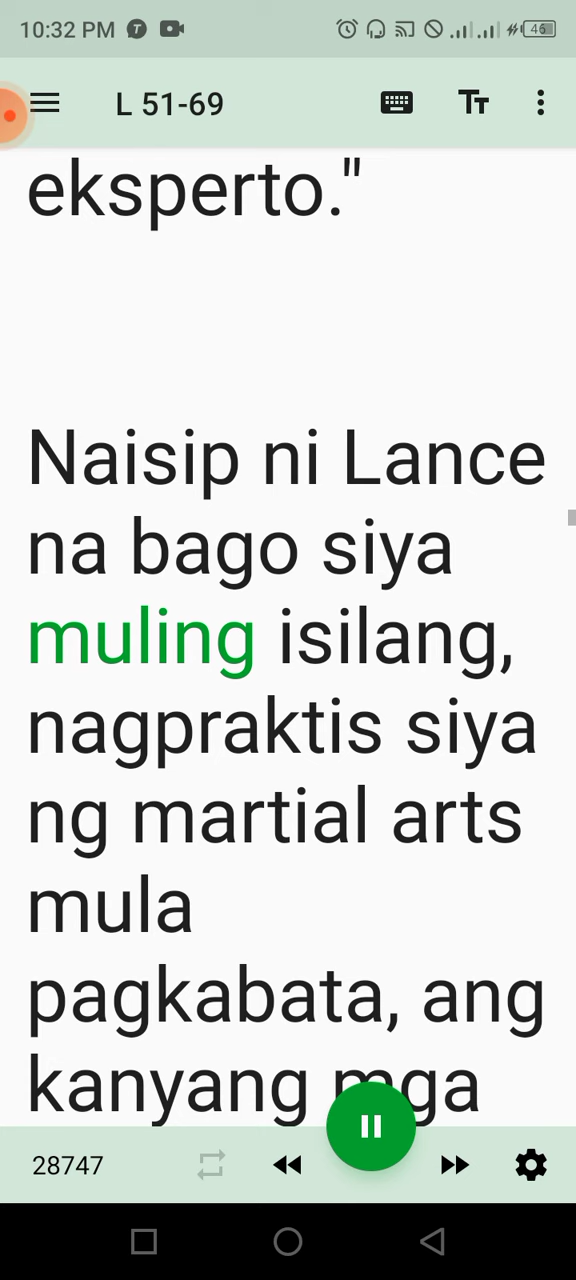 10:32 PM
46
L 51-69
eksperto."
Naisip ni Lance
na bago siya
muling isilang,
nagpraktis siya
ng martial arts
mula
pagkabata, ang
kanyang mga
28747